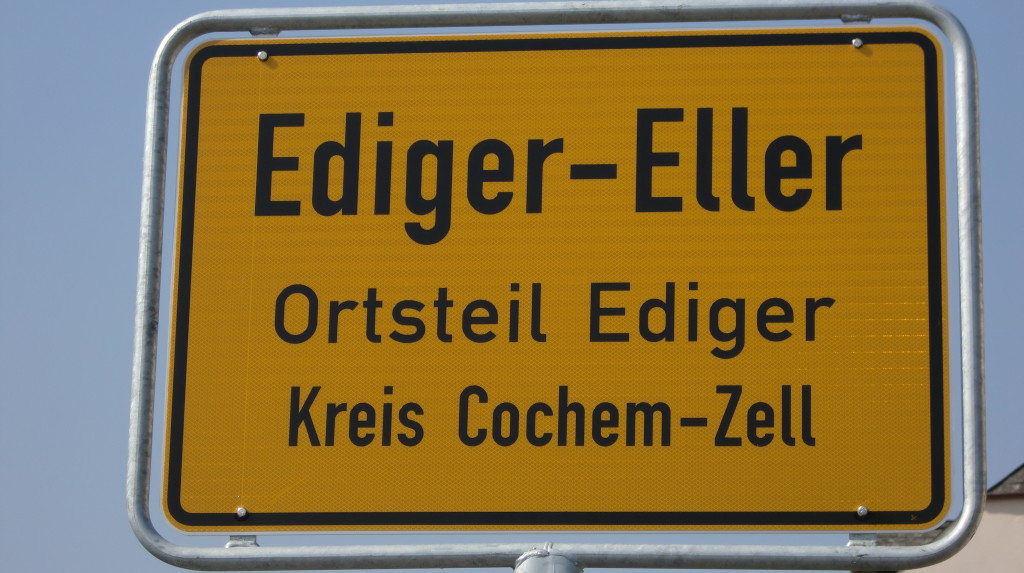 Ediger-Eller
Ortsteil Ediger
Kreis Cochem-Zell